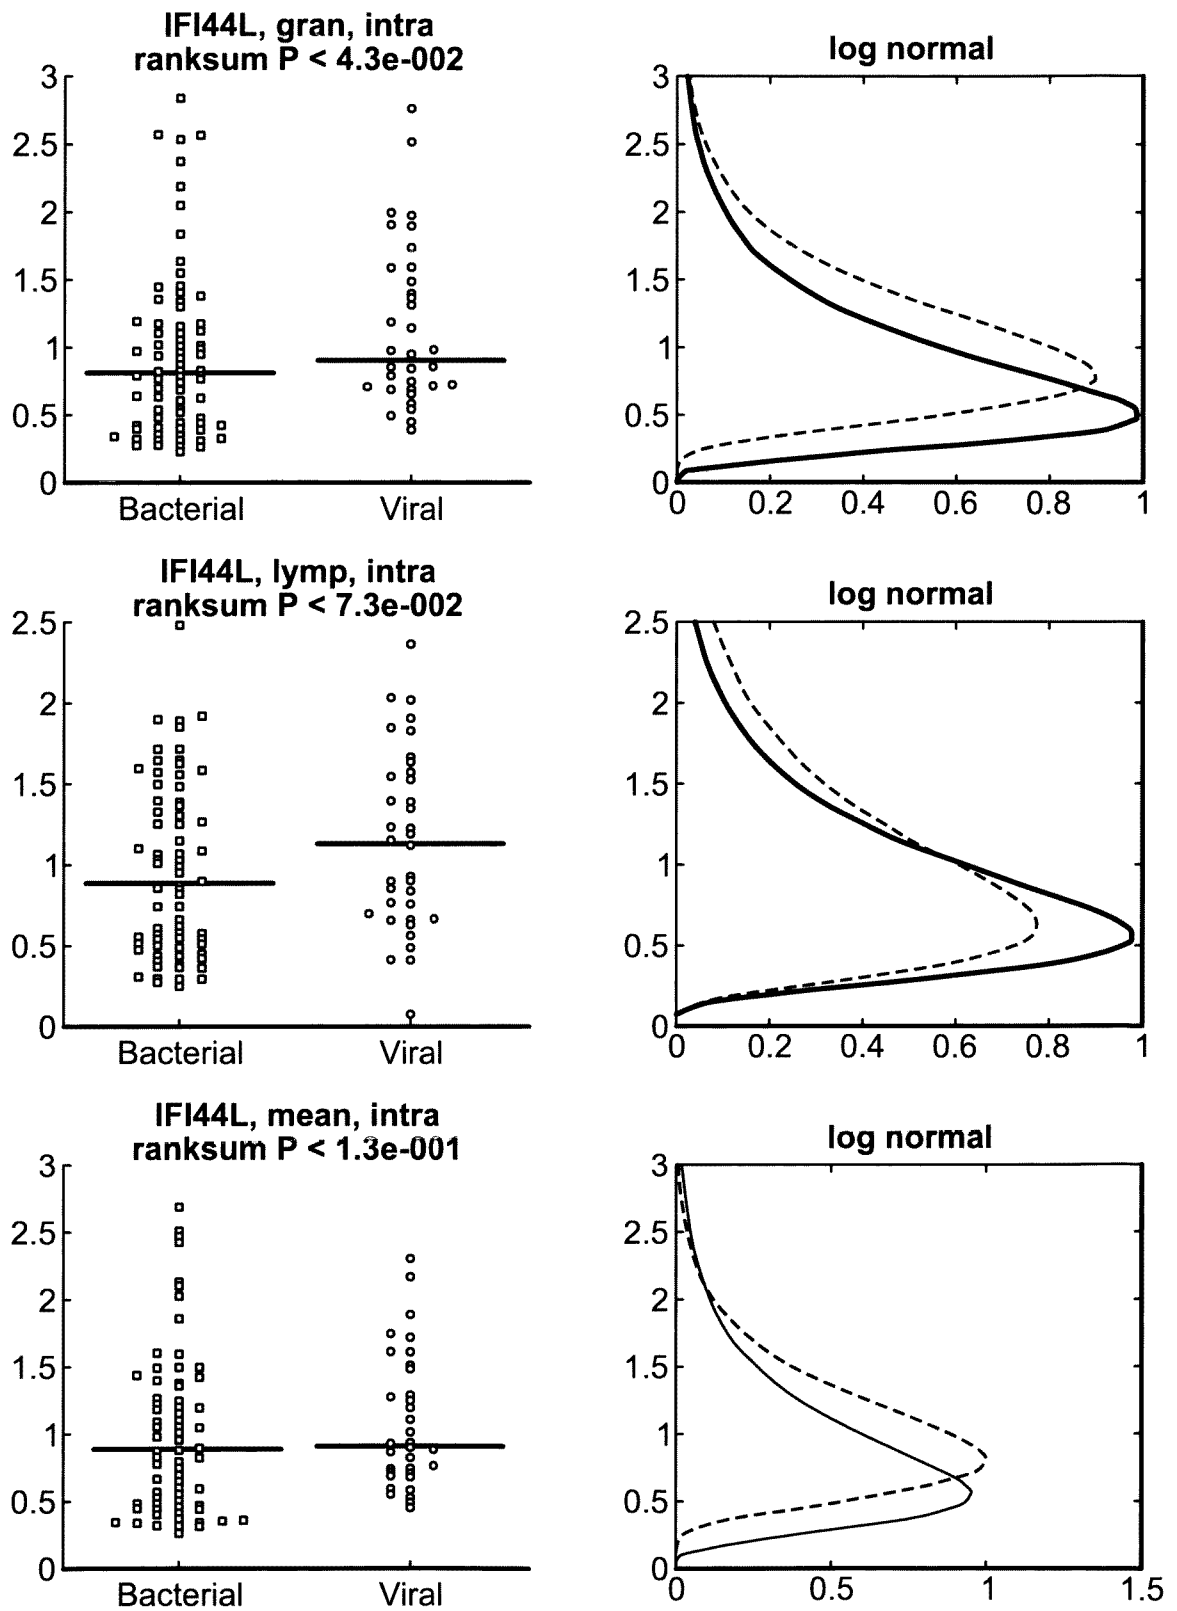 IFI44L, gran, intra
ranksum P < 4.3e-002
3
2.5
2
1.5
1
0.5
0
Bacterial Viral
log normal
3
2.5
2
1.5
1
0.5
0
0 0.2 0.4 0.6 0.8 1
IFI44L, lymp, intra
ranksum P < 7.3e-002
2.5
2
1.5
1
0.5
0
Bacterial Viral
log normal
2.5
2
1.5
1
0.5
0
0 0.2 0.4 0.6 0.8 1
IFI44L, mean, intra
ranksum P < 1.3e-001
3
2.5
2
1.5
1
0.5
0
Bacterial Viral
log normal
3
2.5
2
1.5
1
0.5
0
0 0.5 1 1.5